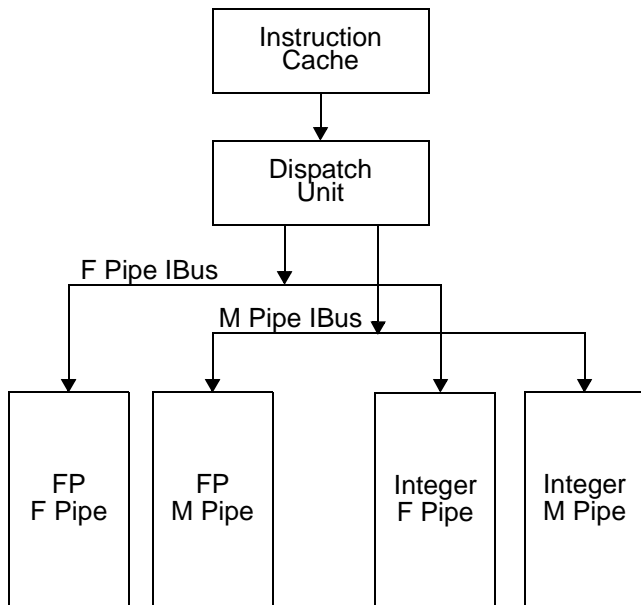 Instruction
Cache
Dispatch
Unit
F Pipe IBus
M Pipe IBus
FP
F Pipe
FP
M Pipe
Integer
F Pipe
Integer
M Pipe